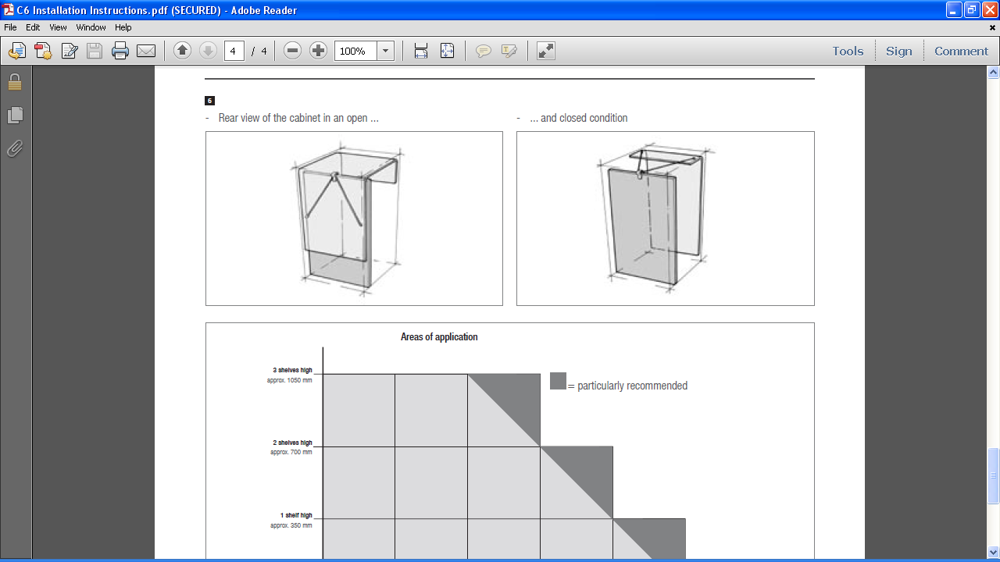 C6 Installation Instructions.pdf (SECURED) - Adobe Reader
File Edit View Window Help
4 / 4 100% Tools Sign Comment
6
- Rear view of the cabinet in an open ...
- ... and closed condition
Areas of application
3 shelves high
approx. 1050 mm
= particularly recommended
2 shelves high
approx. 700 mm
1 shelf high
approx. 350 mm